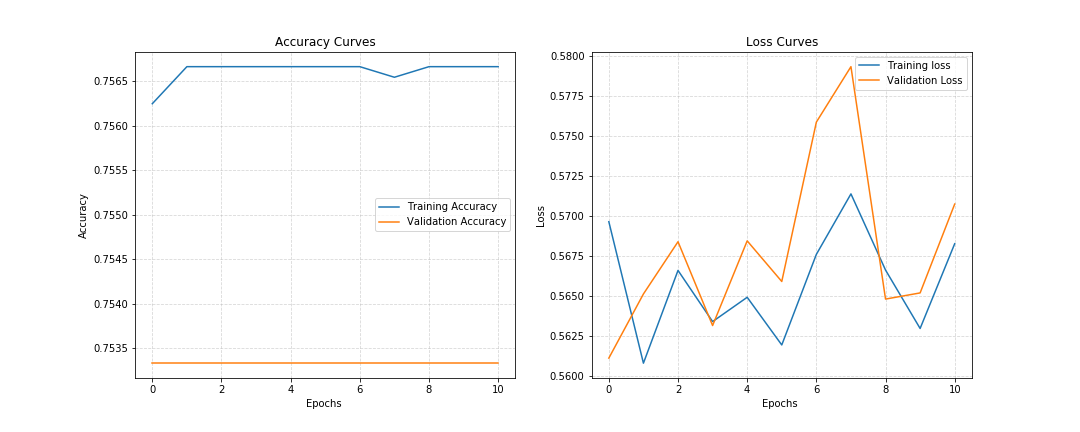 Accuracy Curves
0.7565
0.7560
0.7555
0.7550
0.7545
0.7540
0.7535
Accuracy
Training Accuracy
Validation Accuracy
0 2 4 6 8 10
Epochs
Loss Curves
0.5800
0.5775
0.5750
0.5725
0.5700
0.5675
0.5650
0.5625
0.5600
Loss
Training loss
Validation Loss
0 2 4 6 8 10
Epochs